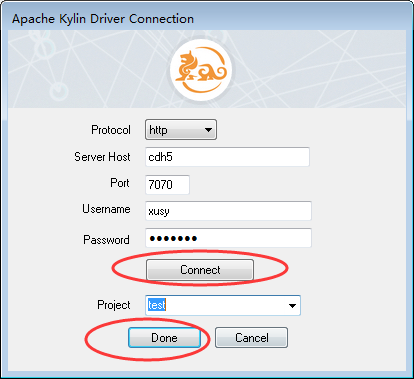 Apache Kylin Driver Connection
Protocol http
Server Host cdh5
Port 7070
Username xusy
Password •••••••
Connect
Project test
Done Cancel